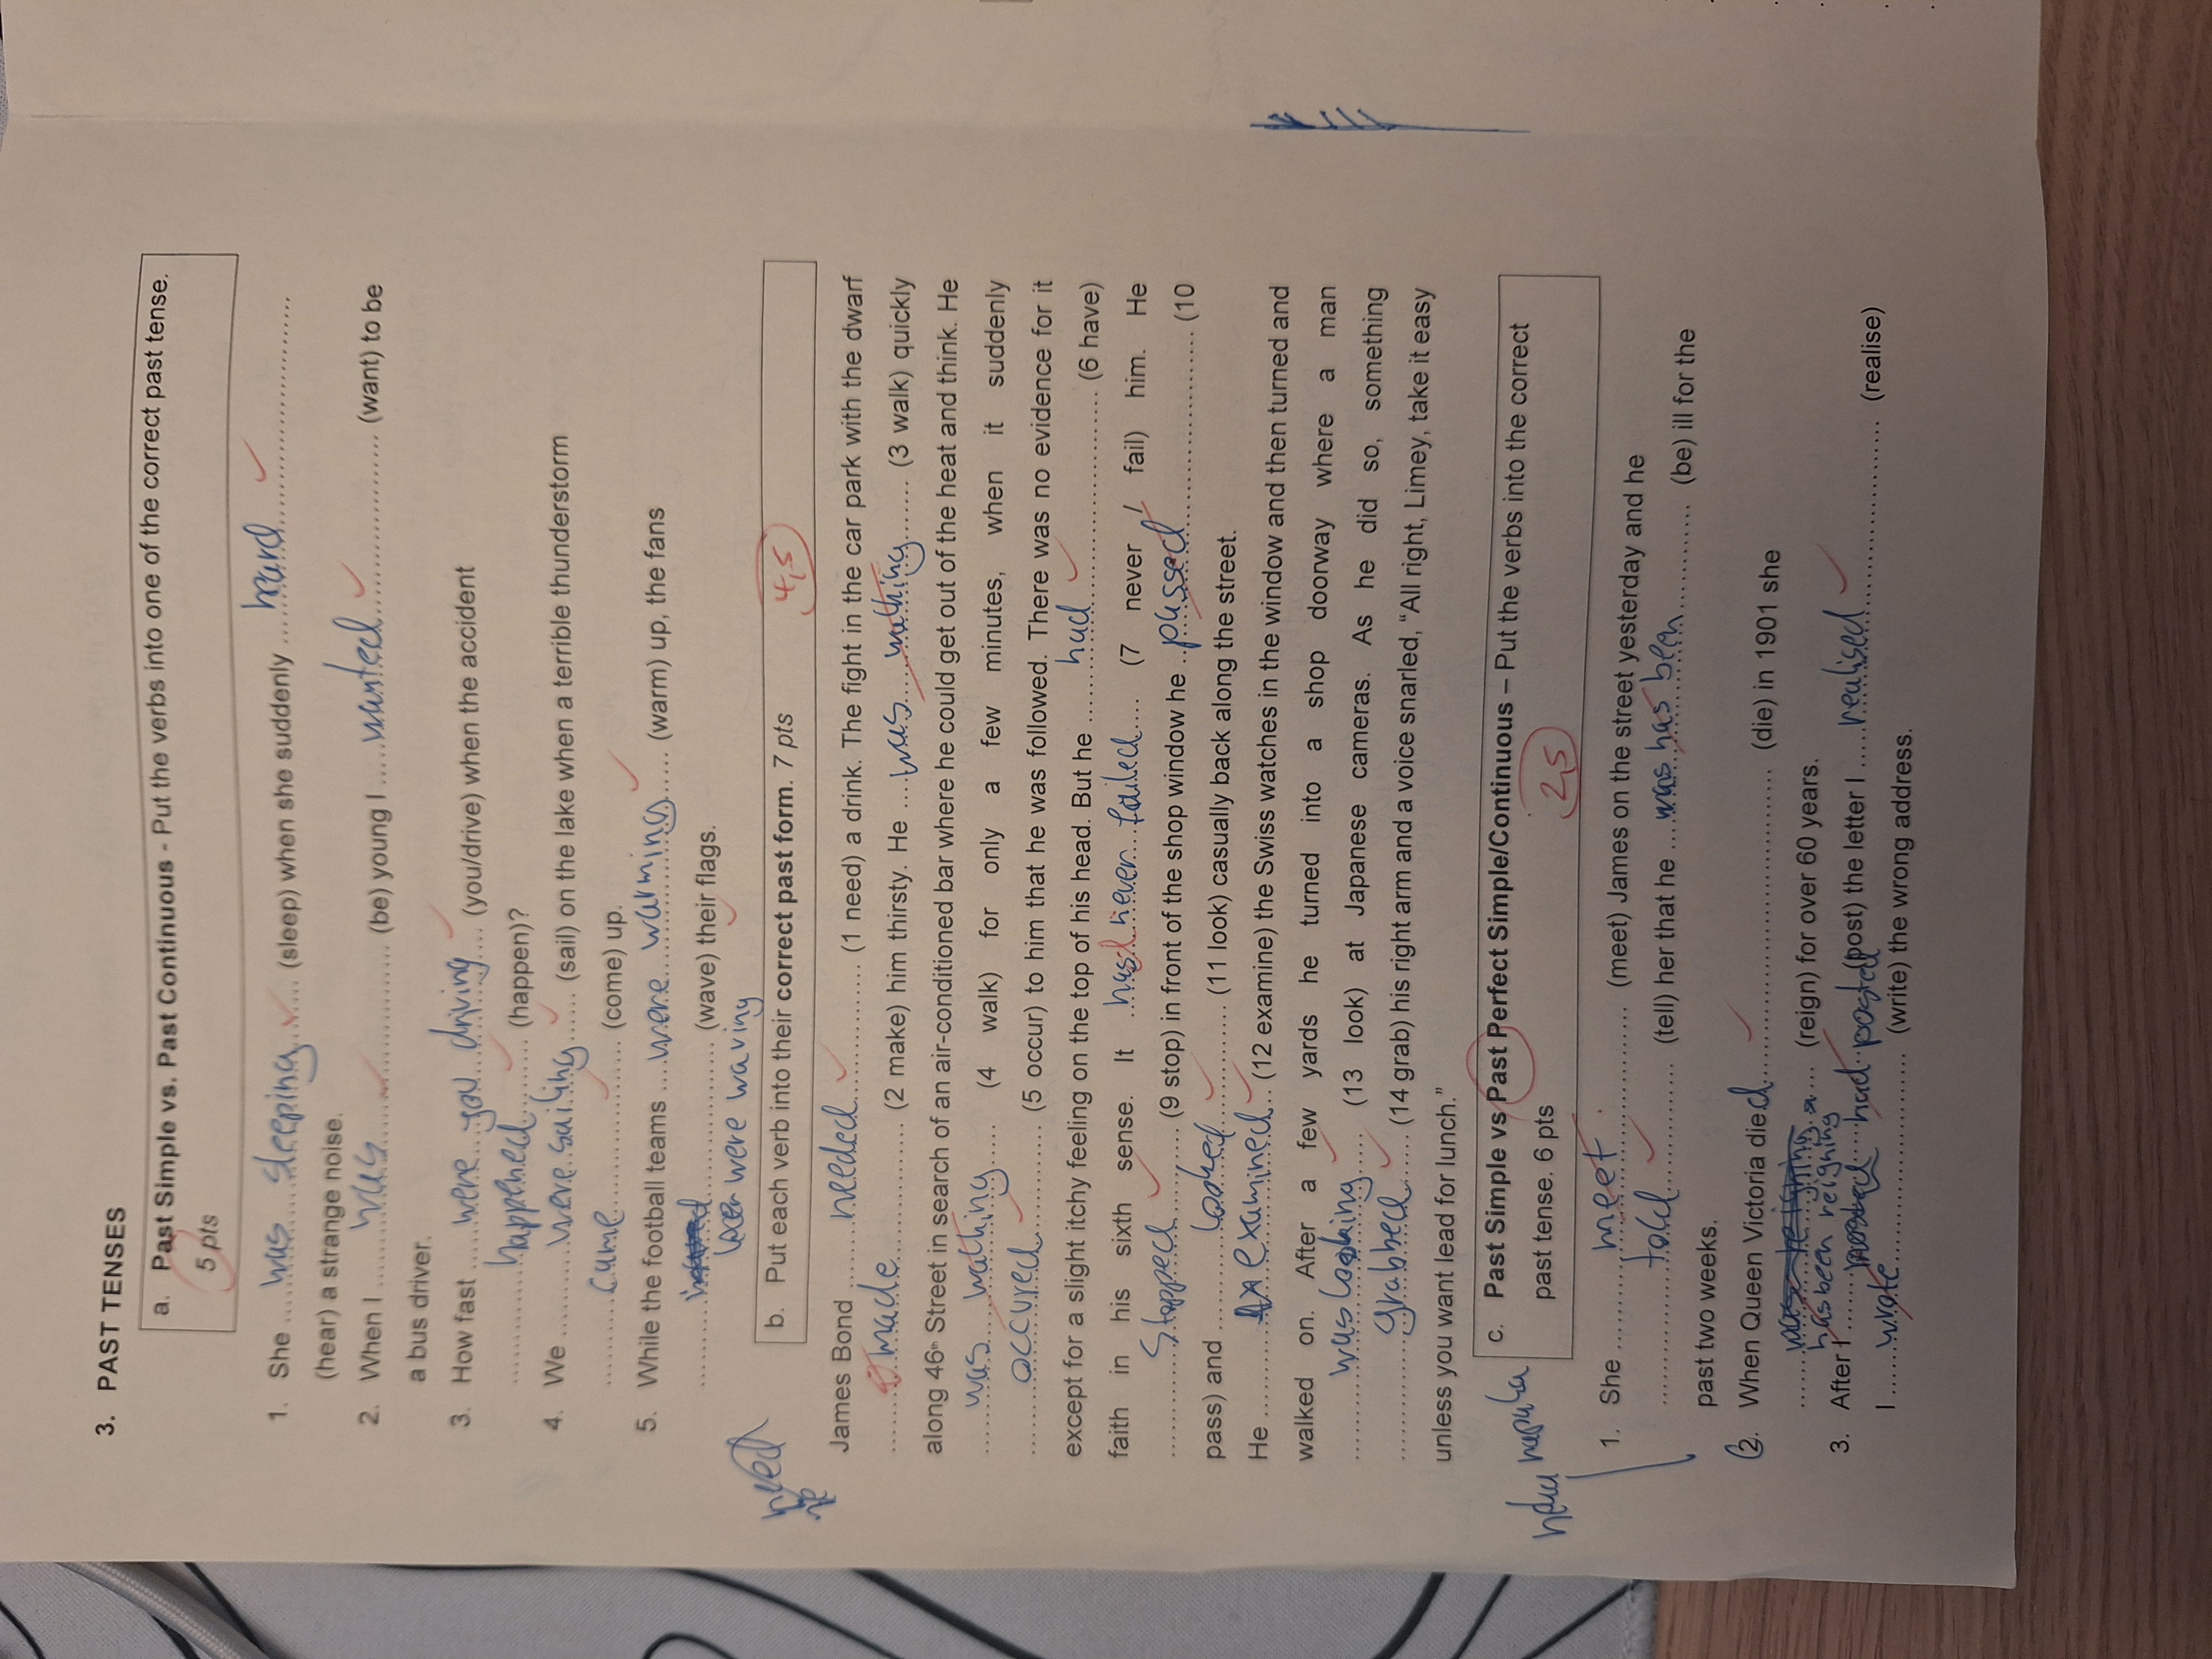 3. PAST TENSES
a. Past Simple vs. Past Continuous - Put the verbs into one of the correct past tense.
5 pts
1. She ....was sleeping.... (sleep) when she suddenly ....heard....
(hear) a strange noise.
2. When I ....was.... (be) young I ....wanted.... (want) to be
a bus driver.
3. How fast ....were you driving.... (you/drive) when the accident
....happened.... (happen)?
4. We ....were sailing.... (sail) on the lake when a terrible thunderstorm
....came.... (come) up.
5. While the football teams ....were warming.... (warm) up, the fans
.... (wave) their flags.
were waving
need
b. Put each verb into their correct past form. 7 pts 4,5
James Bond ....needed.... (1 need) a drink. The fight in the car park with the dwarf
....made.... (2 make) him thirsty. He ....was walking.... (3 walk) quickly
along 46th Street in search of an air-conditioned bar where he could get out of the heat and think. He
....was walking.... (4 walk) for only a few minutes, when it suddenly
....occured.... (5 occur) to him that he was followed. There was no evidence for it
except for a slight itchy feeling on the top of his head. But he ....had.... (6 have)
faith in his sixth sense. It ....had never failed.... (7 never / fail) him. He
....stopped.... (9 stop) in front of the shop window he ....passed.... (10
pass) and ....looked.... (11 look) casually back along the street.
He ....examined.... (12 examine) the Swiss watches in the window and then turned and
walked on. After a few yards he turned into a shop doorway where a man
....was looking.... (13 look) at Japanese cameras. As he did so, something
....grabbed.... (14 grab) his right arm and a voice snarled, “All right, Limey, take it easy
unless you want lead for lunch.”
c. Past Simple vs Past Perfect Simple/Continuous – Put the verbs into the correct
past tense. 6 pts 2,5
1. She ....meet.... (meet) James on the street yesterday and he
....told.... (tell) her that he ....has been.... (be) ill for the
past two weeks.
2. When Queen Victoria died.... (die) in 1901 she
.... (reign) for over 60 years.
has been reigning
3. After I ....had posted (post) the letter I ....realised.... (realise)
I ....wrote.... (write) the wrong address.